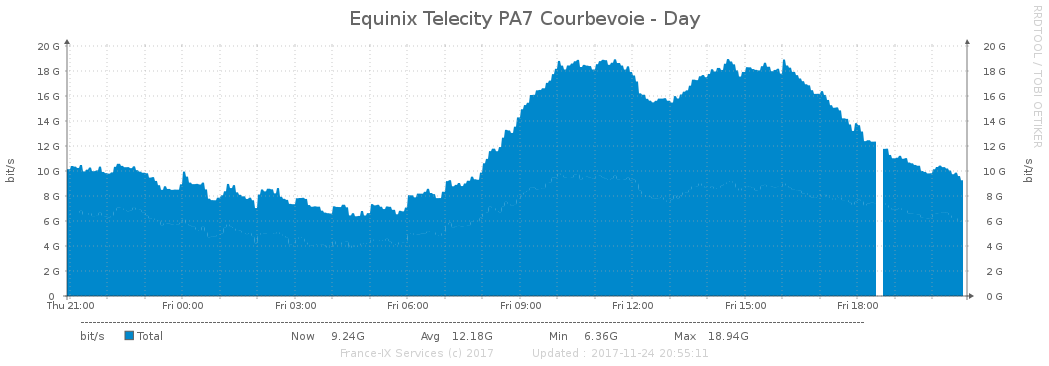 Equinix Telecity PA7 Courbevoie - Day
RRDTOOL / TOBI OETIKER
bit/s
20 G 20 G
18 G 18 G
16 G 16 G
14 G 14 G
12 G 12 G
10 G 10 G
8 G 8 G
6 G 6 G
4 G 4 G
2 G 2 G
0 0 G
bit/s
Thu 21:00 Fri 00:00 Fri 03:00 Fri 06:00 Fri 09:00 Fri 12:00 Fri 15:00 Fri 18:00
bit/s Total Now 9.24G Avg 12.18G Min 6.36G Max 18.94G
France-IX Services (c) 2017 Updated : 2017-11-24 20:55:11